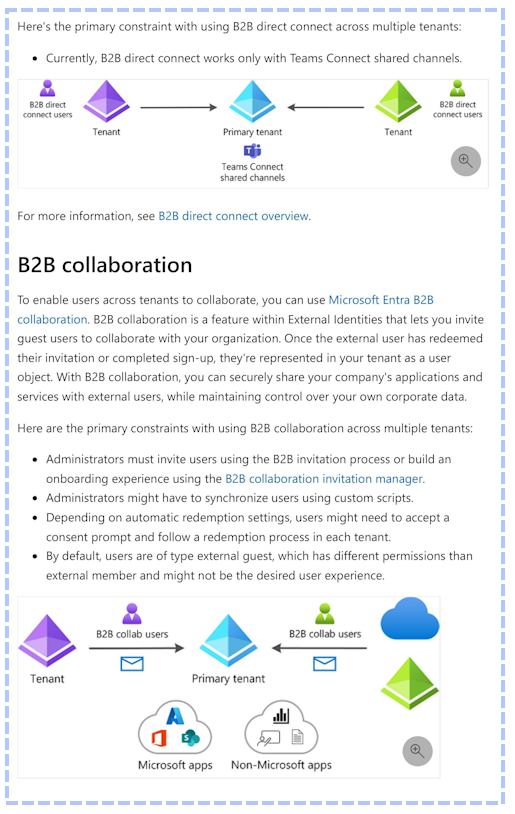 Here's the primary constraint with using B2B direct connect across multiple tenants:
• Currently, B2B direct connect works only with Teams Connect shared channels.
B2B direct
connect users
Tenant
Primary tenant
Teams Connect
shared channels
Tenant
B2B direct
connect users
For more information, see B2B direct connect overview.
B2B collaboration
To enable users across tenants to collaborate, you can use Microsoft Entra B2B
collaboration. B2B collaboration is a feature within External Identities that lets you invite
guest users to collaborate with your organization. Once the external user has redeemed
their invitation or completed sign-up, they're represented in your tenant as a user
object. With B2B collaboration, you can securely share your company's applications and
services with external users, while maintaining control over your own corporate data.
Here are the primary constraints with using B2B collaboration across multiple tenants:
• Administrators must invite users using the B2B invitation process or build an
onboarding experience using the B2B collaboration invitation manager.
• Administrators might have to synchronize users using custom scripts.
• Depending on automatic redemption settings, users might need to accept a
consent prompt and follow a redemption process in each tenant.
• By default, users are of type external guest, which has different permissions than
external member and might not be the desired user experience.
B2B collab users
B2B collab users
Tenant
Primary tenant
Microsoft apps
Non-Microsoft apps